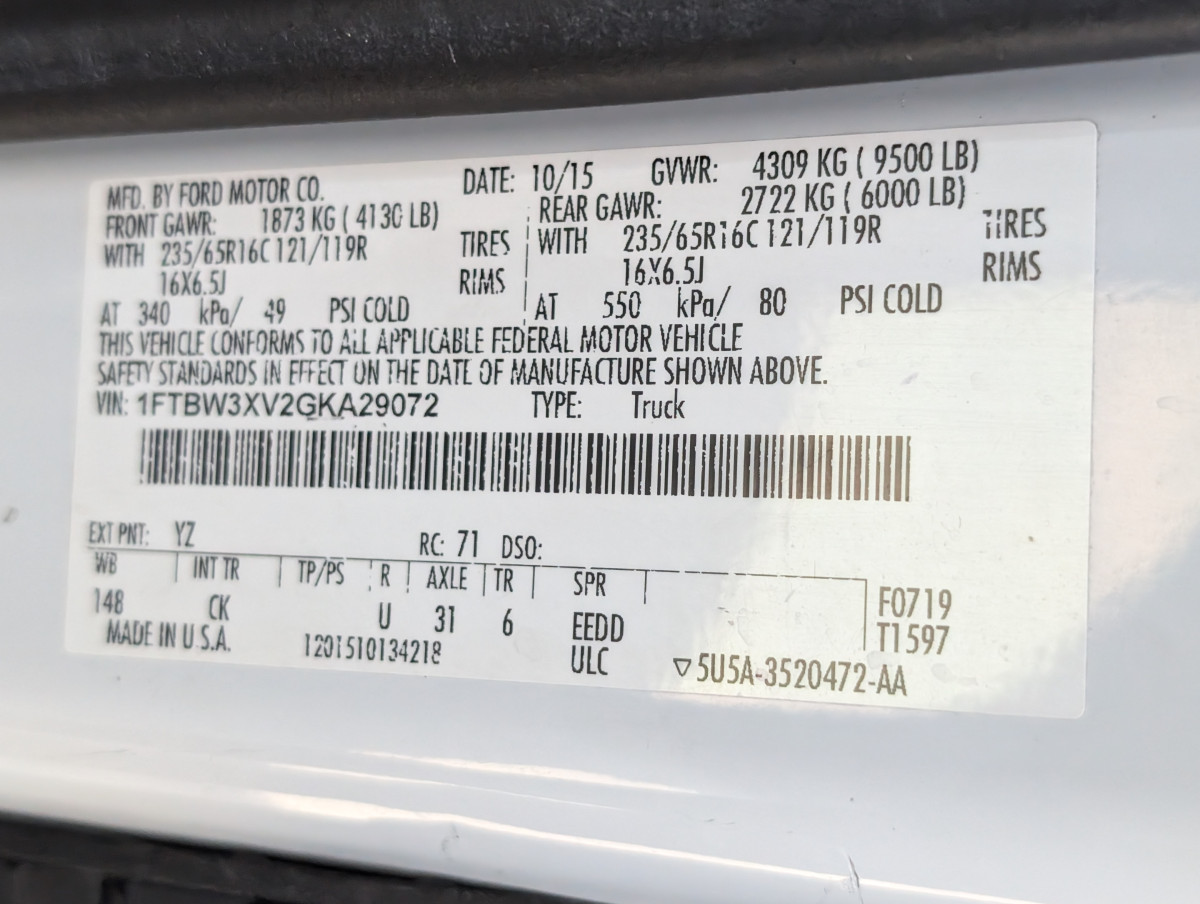 MFD. BY FORD MOTOR CO. DATE: 10/15 GVWR: 4309 KG ( 9500 LB)
FRONT GAWR: 1873 KG ( 4130 LB) REAR GAWR: 2722 KG ( 6000 LB)
WITH 235/65R16C 121/119R TIRES WITH 235/65R16C 121/119R TIRES
16X6.5J RIMS 16X6.5J RIMS
AT 340 kPa/ 49 PSI COLD AT 550 kPa/ 80 PSI COLD
THIS VEHICLE CONFORMS TO ALL APPLICABLE FEDERAL MOTOR VEHICLE
SAFETY STANDARDS IN EFFECT ON THE DATE OF MANUFACTURE SHOWN ABOVE.
VIN: 1FTBW3XV2GKA29072 TYPE: Truck
EXT PNT: YZ RC: 71 DSO:
WB INT TR TP/PS R AXLE TR SPR
148 CK U 31 6 EEDD F0719
MADE IN U.S.A. 1201510134218 ULC T1597
▽5U5A-3520472-AA